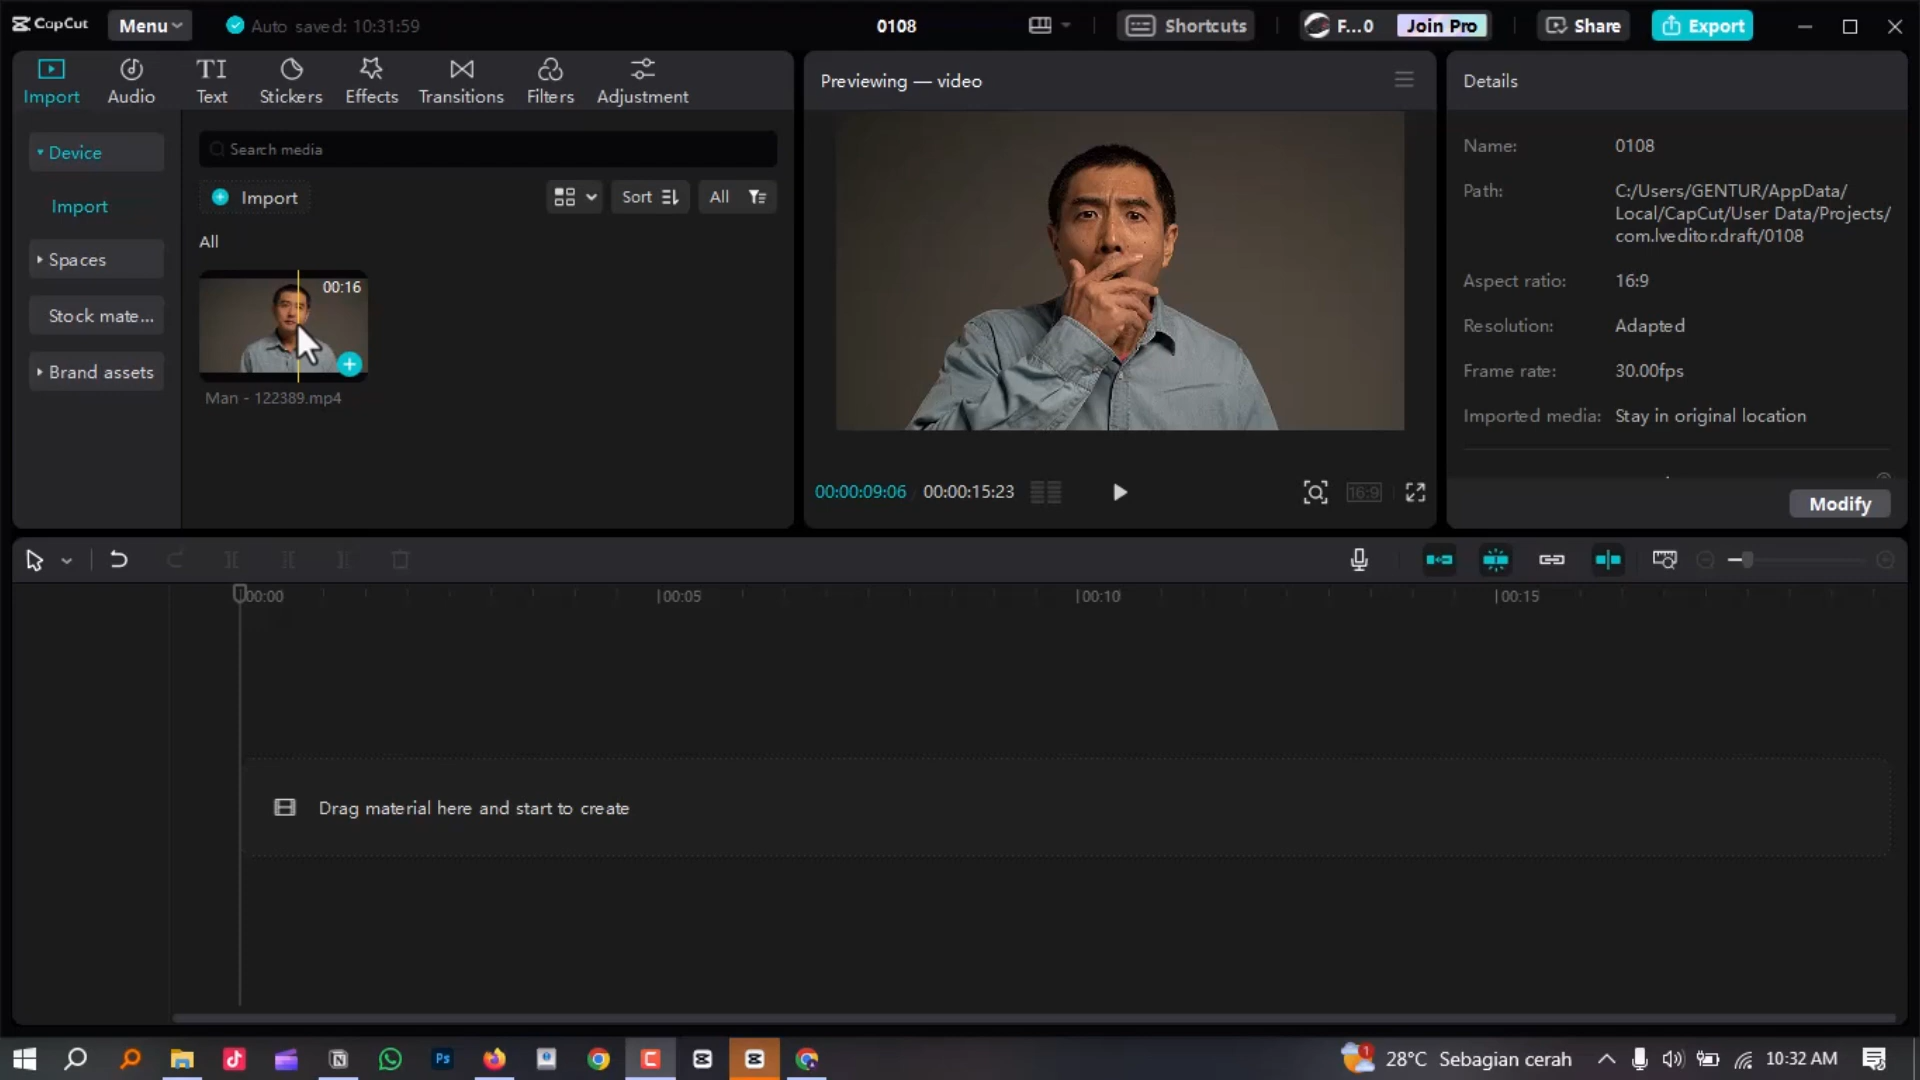 CapCut
Menu
Auto saved: 10:31:59
0108
Shortcuts
F...0
Join Pro
Share
Export
Import
Audio
TI
Text
Stickers
Effects
Transitions
Filters
Adjustment
Previewing — video
Details
Device
Import
Spaces
Stock mate...
Brand assets
Search media
Import
Sort
All
All
00:16
Man - 122389.mp4
00:00:09:06
00:00:15:23
16:9
Name: 0108
Path: C:/Users/GENTUR/AppData/
Local/CapCut/User Data/Projects/
com.lveditor.draft/0108
Aspect ratio: 16:9
Resolution: Adapted
Frame rate: 30.00fps
Imported media: Stay in original location
Modify
00:00
00:05
00:10
00:15
Drag material here and start to create
Ps
1
28°C Sebagian cerah
10:32 AM